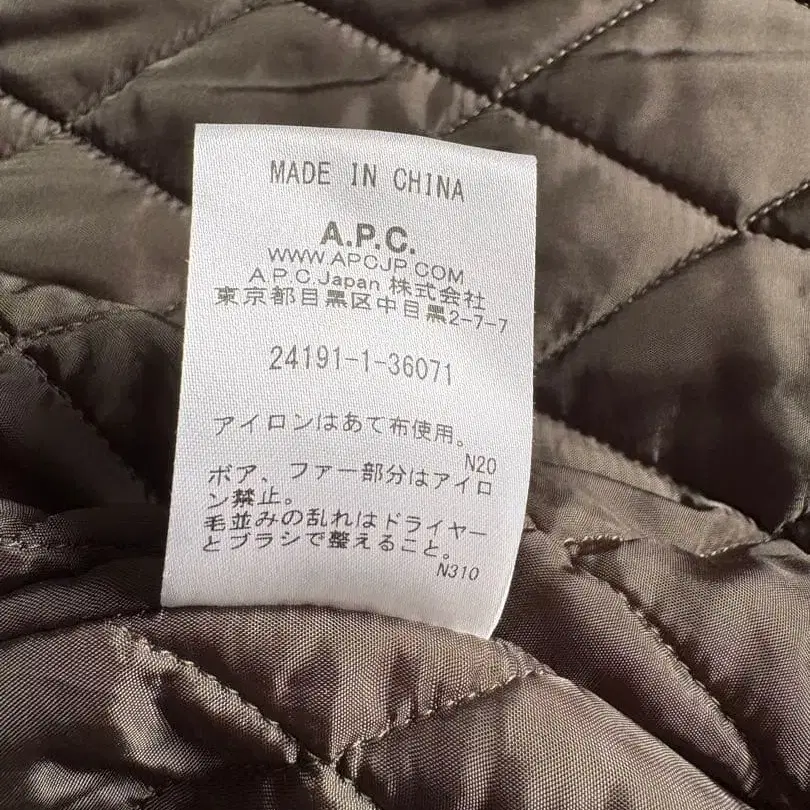 MADE IN CHINA
A.P.C.
WWW.APCJP.COM
A.P.C.Japan 株式会社
東京都目黒区中目黒2-7-7
24191-1-36071
アイロンはあて布使用。
N20
ボア、ファー部分はアイロ
ン禁止。
毛並みの乱れはドライヤー
とブラシで整えること。
N310